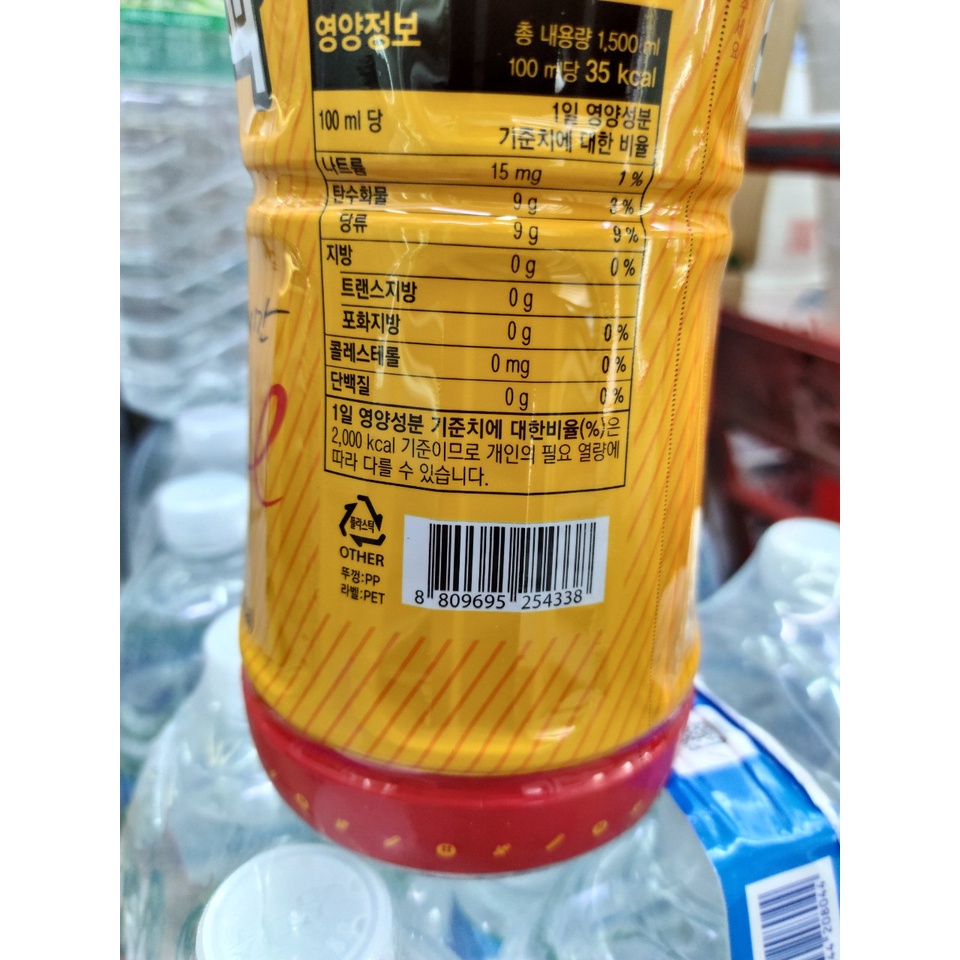 영양정보
총 내용량 1,500 ml
100 ml당 35 kcal
100 ml 당
1일 영양성분
기준치에 대한 비율
나트륨 15 mg 1 %
탄수화물 9 g 3 %
당류 9 g 9 %
지방 0 g 0 %
트랜스지방 0 g
포화지방 0 g 0 %
콜레스테롤 0 mg 0 %
단백질 0 g 0 %
1일 영양성분 기준치에 대한비율(%)은
2,000 kcal 기준이므로 개인의 필요 열량에
따라 다를 수 있습니다.
플라스틱
OTHER
뚜껑:PP
라벨:PET
8 809695 254338
208044